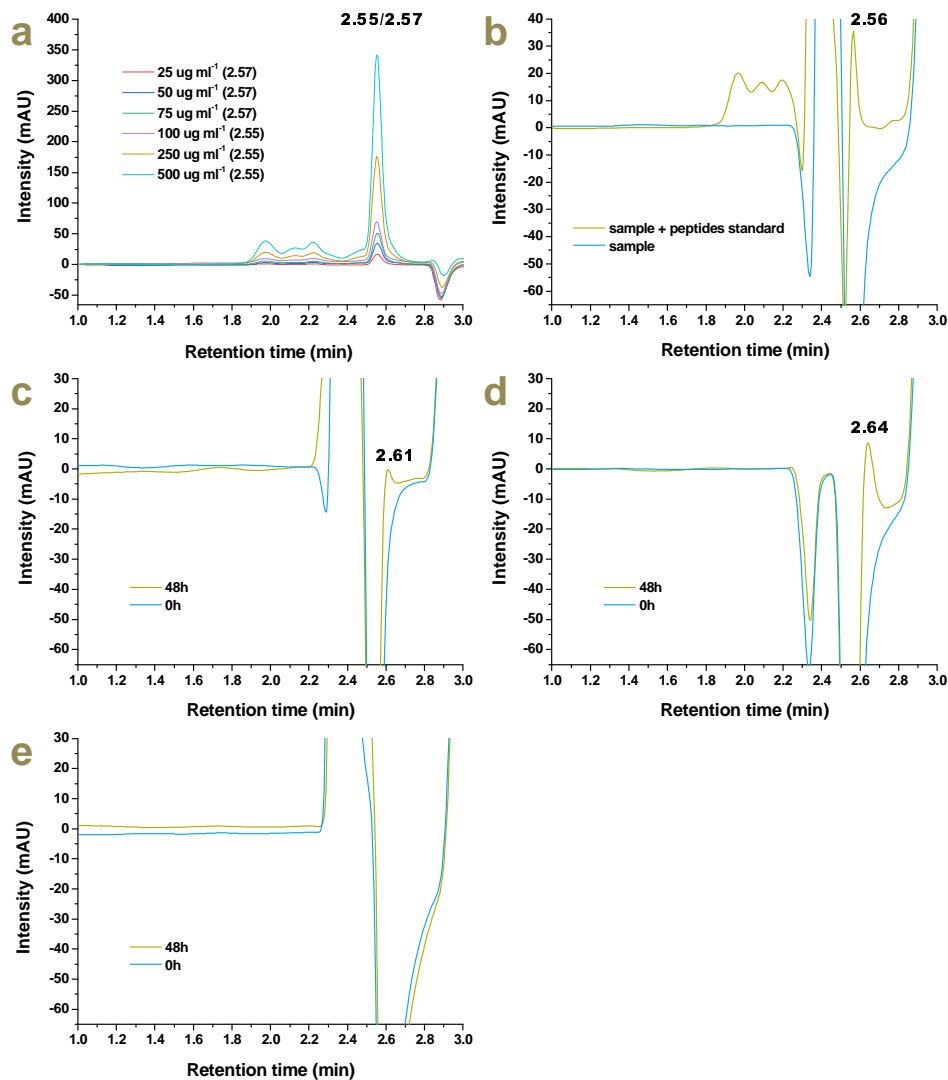 a
2.55/2.57
400
350
300
250
200
150
100
50
0
-50
Intensity (mAU)
25 ug ml⁻¹ (2.57)
50 ug ml⁻¹ (2.57)
75 ug ml⁻¹ (2.57)
100 ug ml⁻¹ (2.55)
250 ug ml⁻¹ (2.55)
500 ug ml⁻¹ (2.55)
1.0 1.2 1.4 1.6 1.8 2.0 2.2 2.4 2.6 2.8 3.0
Retention time (min)
b
2.56
40
30
20
10
0
-10
-20
-30
-40
-50
-60
Intensity (mAU)
sample + peptides standard
sample
1.0 1.2 1.4 1.6 1.8 2.0 2.2 2.4 2.6 2.8 3.0
Retention time (min)
c
2.61
30
20
10
0
-10
-20
-30
-40
-50
-60
Intensity (mAU)
48h
0h
1.0 1.2 1.4 1.6 1.8 2.0 2.2 2.4 2.6 2.8 3.0
Retention time (min)
d
2.64
30
20
10
0
-10
-20
-30
-40
-50
-60
Intensity (mAU)
48h
0h
1.0 1.2 1.4 1.6 1.8 2.0 2.2 2.4 2.6 2.8 3.0
Retention time (min)
e
30
20
10
0
-10
-20
-30
-40
-50
-60
Intensity (mAU)
48h
0h
1.0 1.2 1.4 1.6 1.8 2.0 2.2 2.4 2.6 2.8 3.0
Retention time (min)